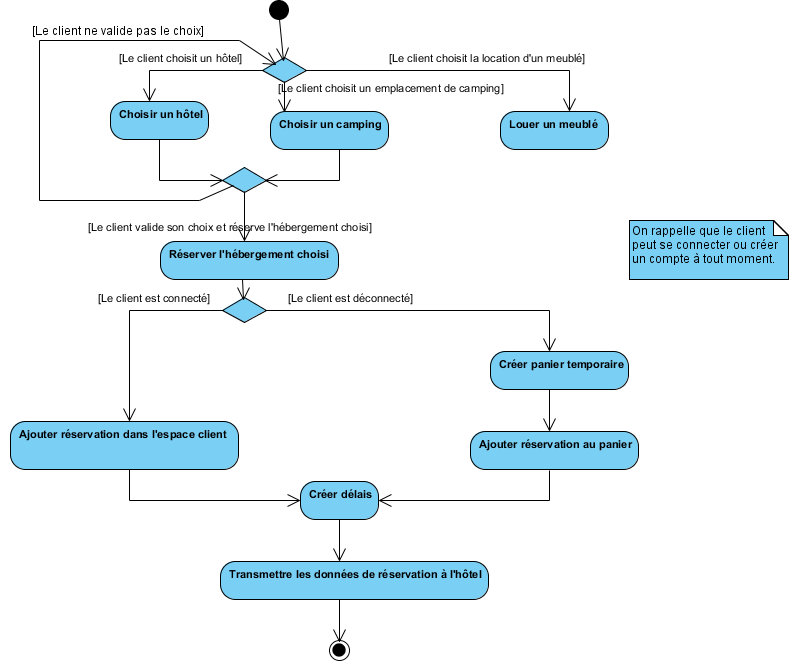 [Le client ne valide pas le choix]
[Le client choisit un hôtel]
[Le client choisit la location d'un meublé]
[Le client choisit un emplacement de camping]
Choisir un hôtel
Choisir un camping
Louer un meublé
[Le client valide son choix et réserve l'hébergement choisi]
On rappelle que le client
peut se connecter ou créer
un compte à tout moment.
Réserver l'hébergement choisi
[Le client est connecté]
[Le client est déconnecté]
Créer panier temporaire
Ajouter réservation dans l'espace client
Ajouter réservation au panier
Créer délais
Transmettre les données de réservation à l'hôtel